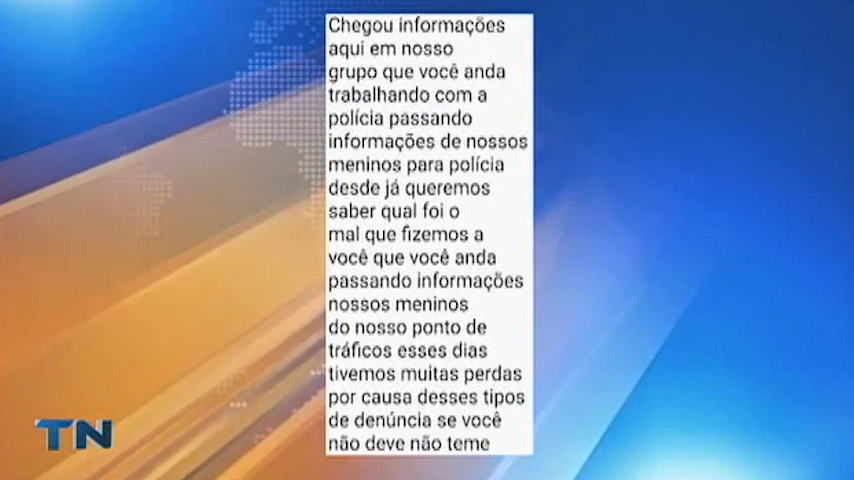 Chegou informações
aqui em nosso
grupo que você anda
trabalhando com a
polícia passando
informações de nossos
meninos para polícia
desde já queremos
saber qual foi o
mal que fizemos a
você que você anda
passando informações
nossos meninos
do nosso ponto de
tráficos esses dias
tivemos muitas perdas
por causa desses tipos
de denúncia se você
não deve não teme
TN